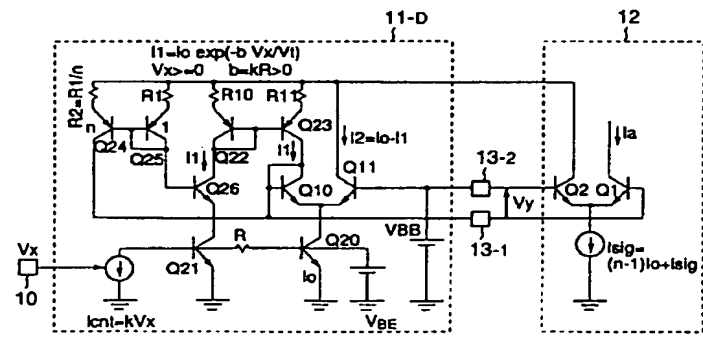 11-D
12
I1=Io exp(-b Vx/Vt)
Vx>=0 b=kR>0
R2=R1/n
R1
R10
R11
n
1
Q24
Q25
I1
Q22
Q23
I1
I2=Io-I1
Q26
Q10
Q11
13-2
Ia
Q2
Q1
Vy
VBB
13-1
Vx
10
Q21
R
Q20
Io
Isig=
(n-1)Io+Isig
Icnt=kVx
VBE